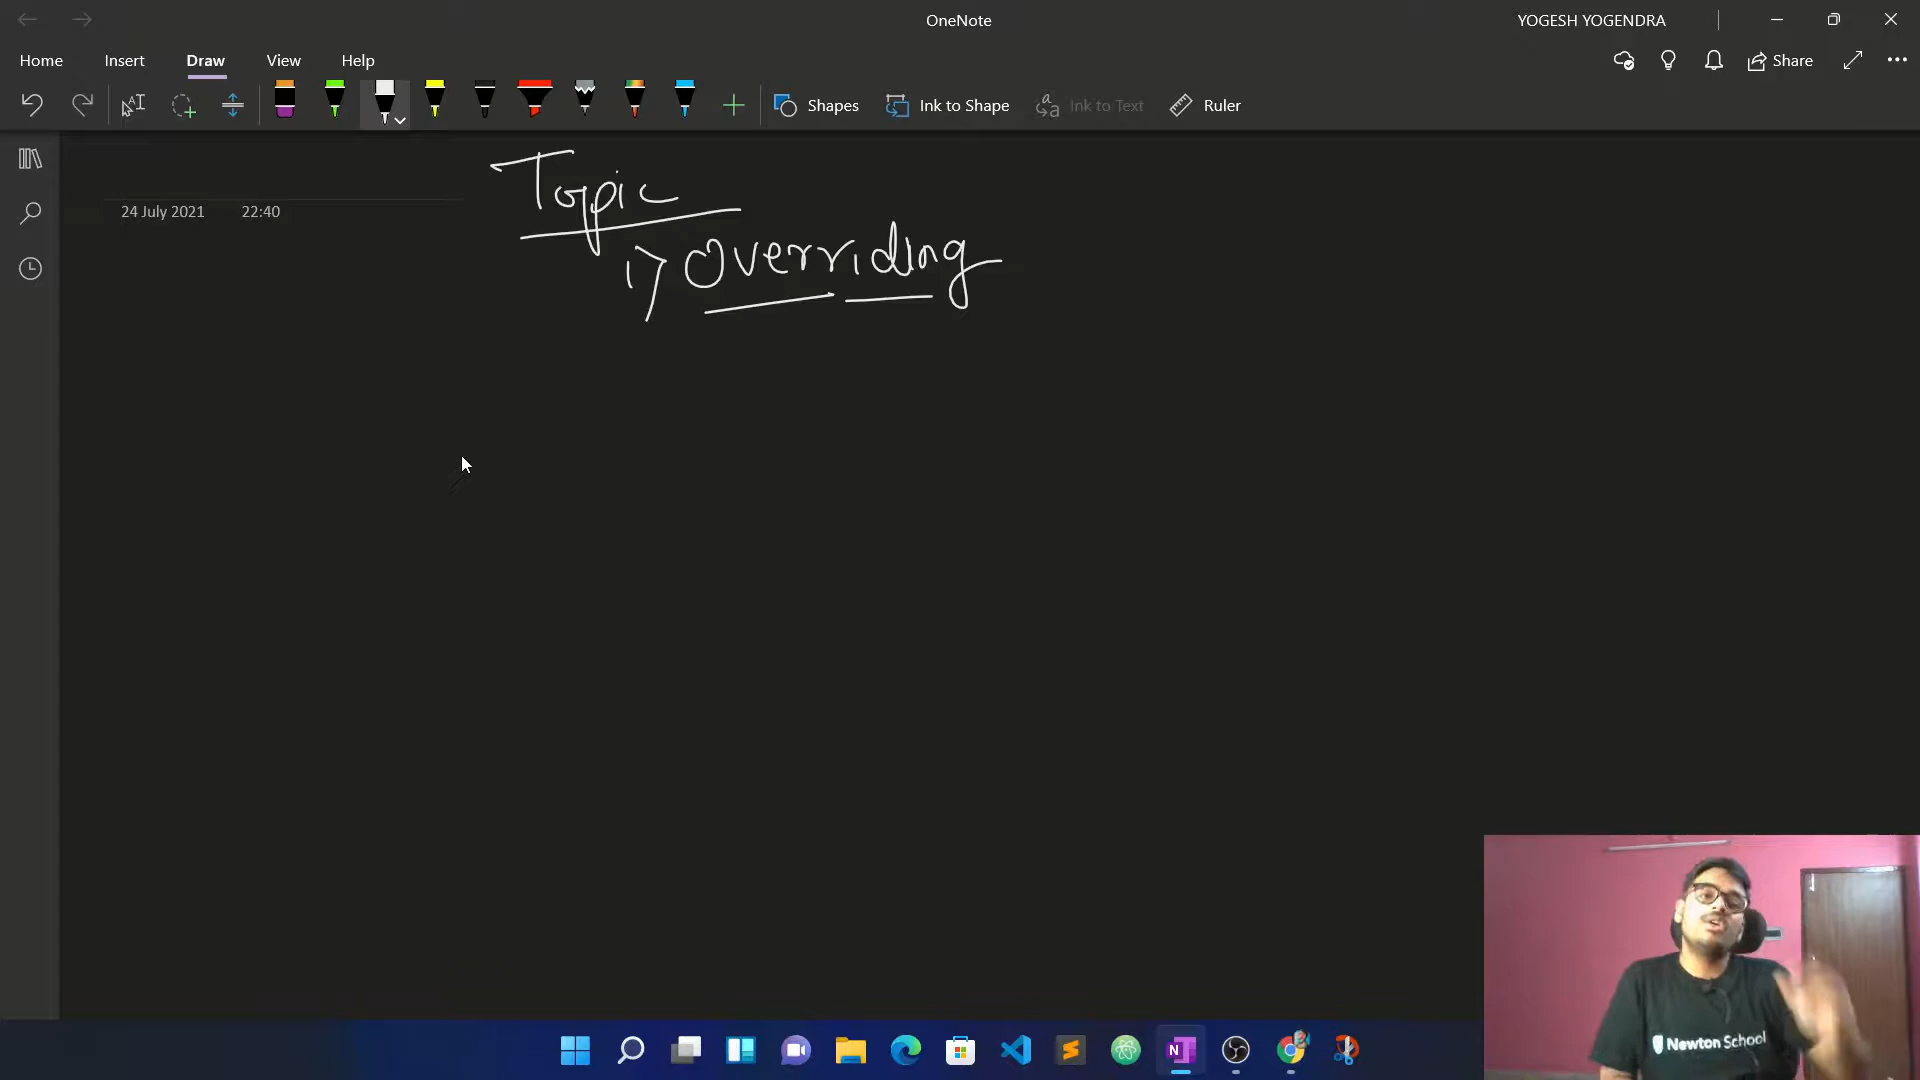 OneNote
YOGESH YOGENDRA
Home Insert Draw View Help
Share
Shapes Ink to Shape Ink to Text Ruler
24 July 2021 22:40
Topic
1) Overriding
Newton School